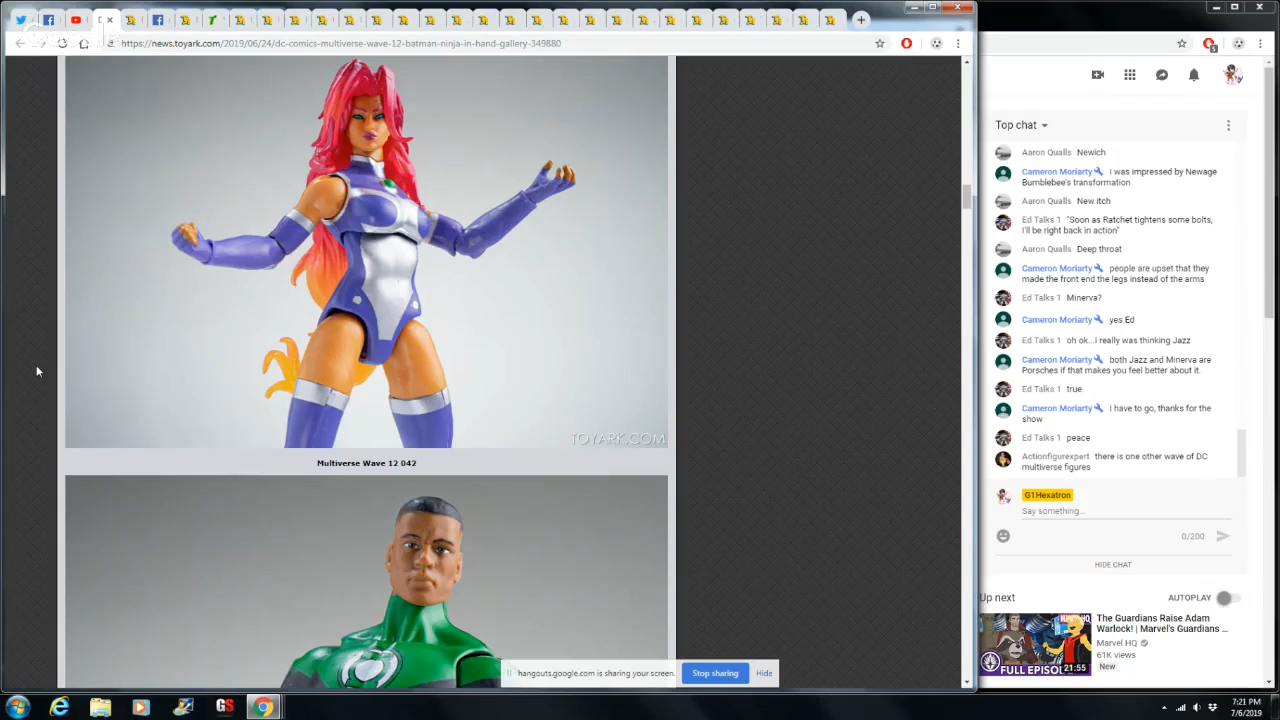 https://news.toyark.com/2019/06/24/dc-comics-multiverse-wave-12-batman-ninja-in-hand-gallery-349880
TOYARK.COM
Multiverse Wave 12 042
hangouts.google.com is sharing your screen.
Stop sharing
Hide
Top chat
Aaron Qualls Newich
Cameron Moriarty I was impressed by Newage
Bumblebee's transformation
Aaron Qualls New itch
Ed Talks 1 "Soon as Ratchet tightens some bolts,
I'll be right back in action"
Aaron Qualls Deep throat
Cameron Moriarty people are upset that they
made the front end the legs instead of the arms
Ed Talks 1 Minerva?
Cameron Moriarty yes Ed
Ed Talks 1 oh ok...I really was thinking Jazz
Cameron Moriarty both Jazz and Minerva are
Porsches if that makes you feel better about it.
Ed Talks 1 true
Cameron Moriarty I have to go, thanks for the
show
Ed Talks 1 peace
Actionfigurexpert there is one other wave of DC
multiverse figures
G1Hexatron
Say something...
0/200
HIDE CHAT
Up next
AUTOPLAY
The Guardians Raise Adam
Warlock! | Marvel's Guardians ...
Marvel HQ
61K views
New
FULL EPISO
21:55
GS
7:21 PM
7/6/2019